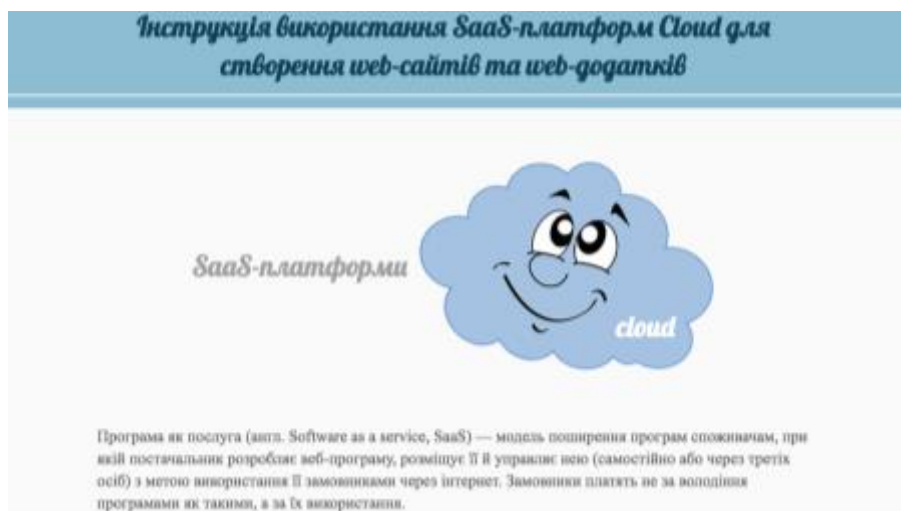 Інструкція використання SaaS-платформ Cloud для
створення web-сайтів та web-додатків
SaaS-платформи
cloud
Програма як послуга (англ. Software as a service, SaaS) — модель поширення програм споживачам, при
якій постачальник розробляє веб-програму, розміщує її й управляє нею (самостійно або через третіх
осіб) з метою використання її замовниками через інтернет. Замовники платять не за володіння
програмами як такими, а за їх використання.